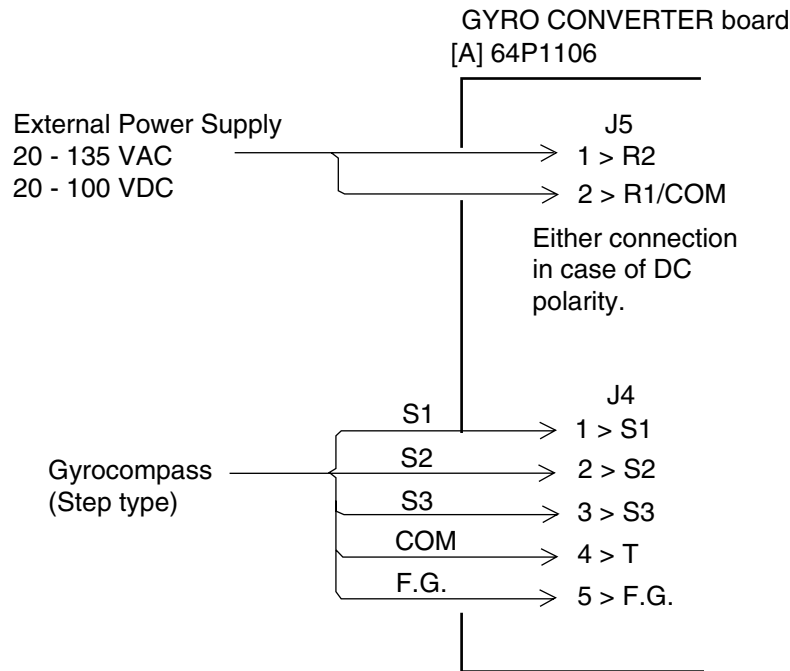 GYRO CONVERTER board
[A] 64P1106
External Power Supply
20 - 135 VAC
20 - 100 VDC
J5
1 > R2
2 > R1/COM
Either connection
in case of DC
polarity.
J4
S1
1 > S1
Gyrocompass
(Step type)
S2
2 > S2
S3
3 > S3
COM
4 > T
F.G.
5 > F.G.